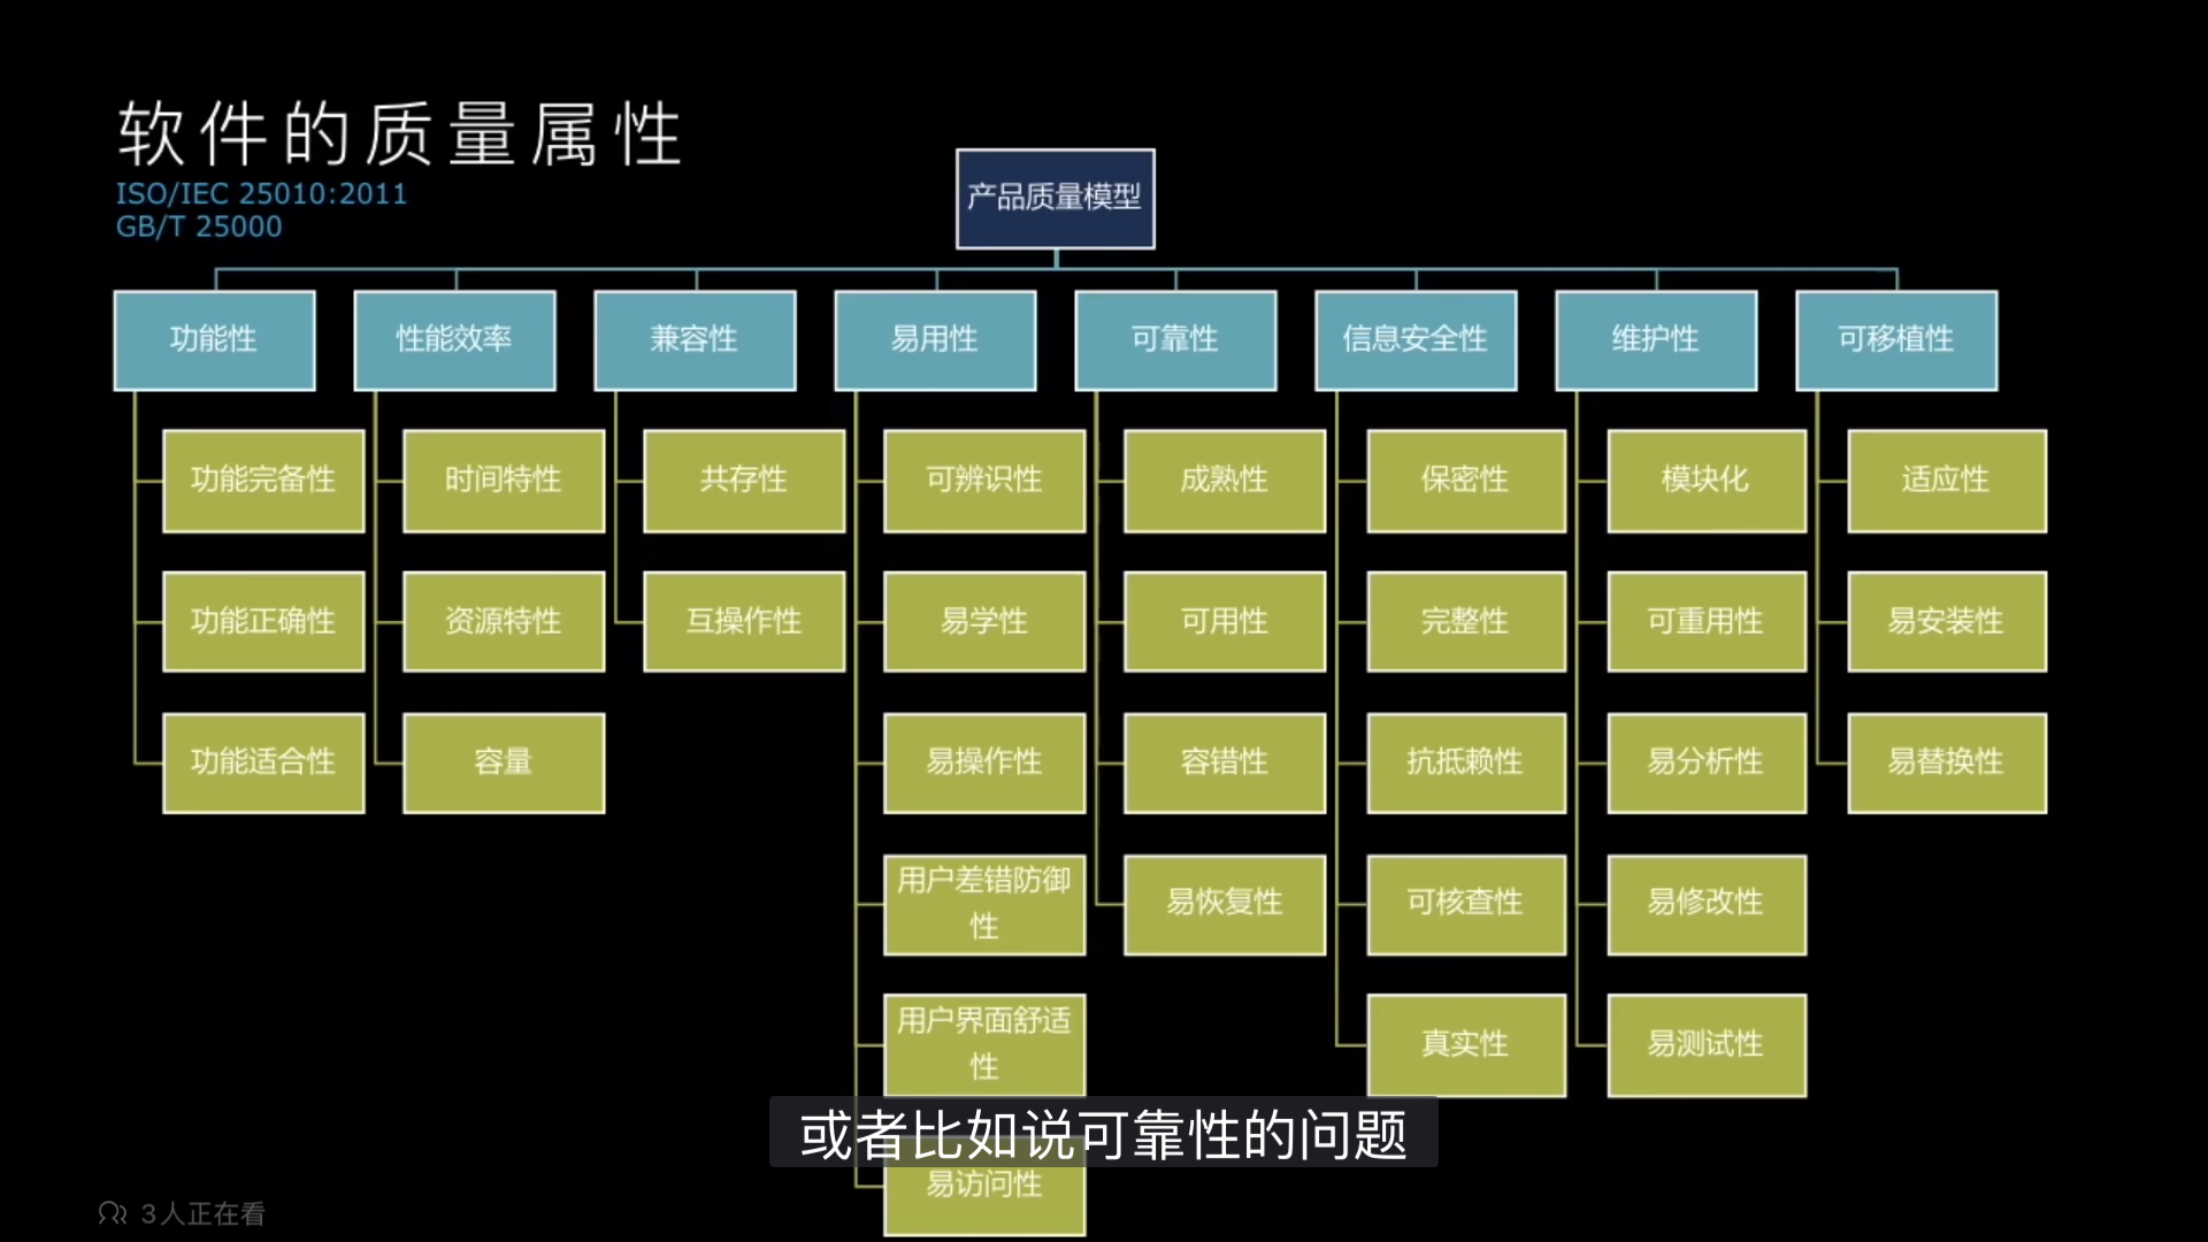 软件的质量属性
ISO/IEC 25010:2011
GB/T 25000
产品质量模型
功能性
性能效率
兼容性
易用性
可靠性
信息安全性
维护性
可移植性
功能完备性
时间特性
共存性
可辨识性
成熟性
保密性
模块化
适应性
功能正确性
资源特性
互操作性
易学性
可用性
完整性
可重用性
易安装性
功能适合性
容量
易操作性
容错性
抗抵赖性
易分析性
易替换性
用户差错防御
性
易恢复性
可核查性
易修改性
用户界面舒适
性
真实性
易测试性
或者比如说可靠性的问题
易访问性
3人正在看